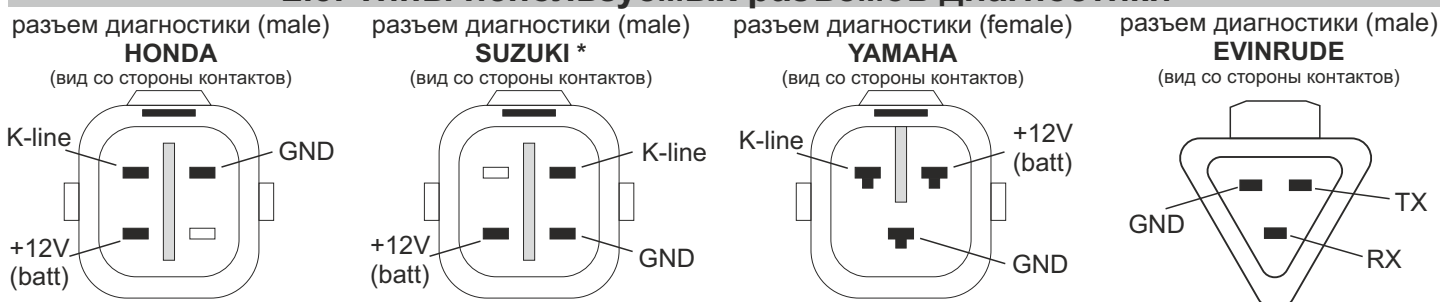 разъем диагностики (male)
HONDA
(вид со стороны контактов)
K-line
GND
+12V
(batt)
разъем диагностики (male)
SUZUKI *
(вид со стороны контактов)
K-line
+12V
(batt)
GND
разъем диагностики (female)
YAMAHA
(вид со стороны контактов)
K-line
+12V
(batt)
GND
разъем диагностики (male)
EVINRUDE
(вид со стороны контактов)
GND
TX
RX